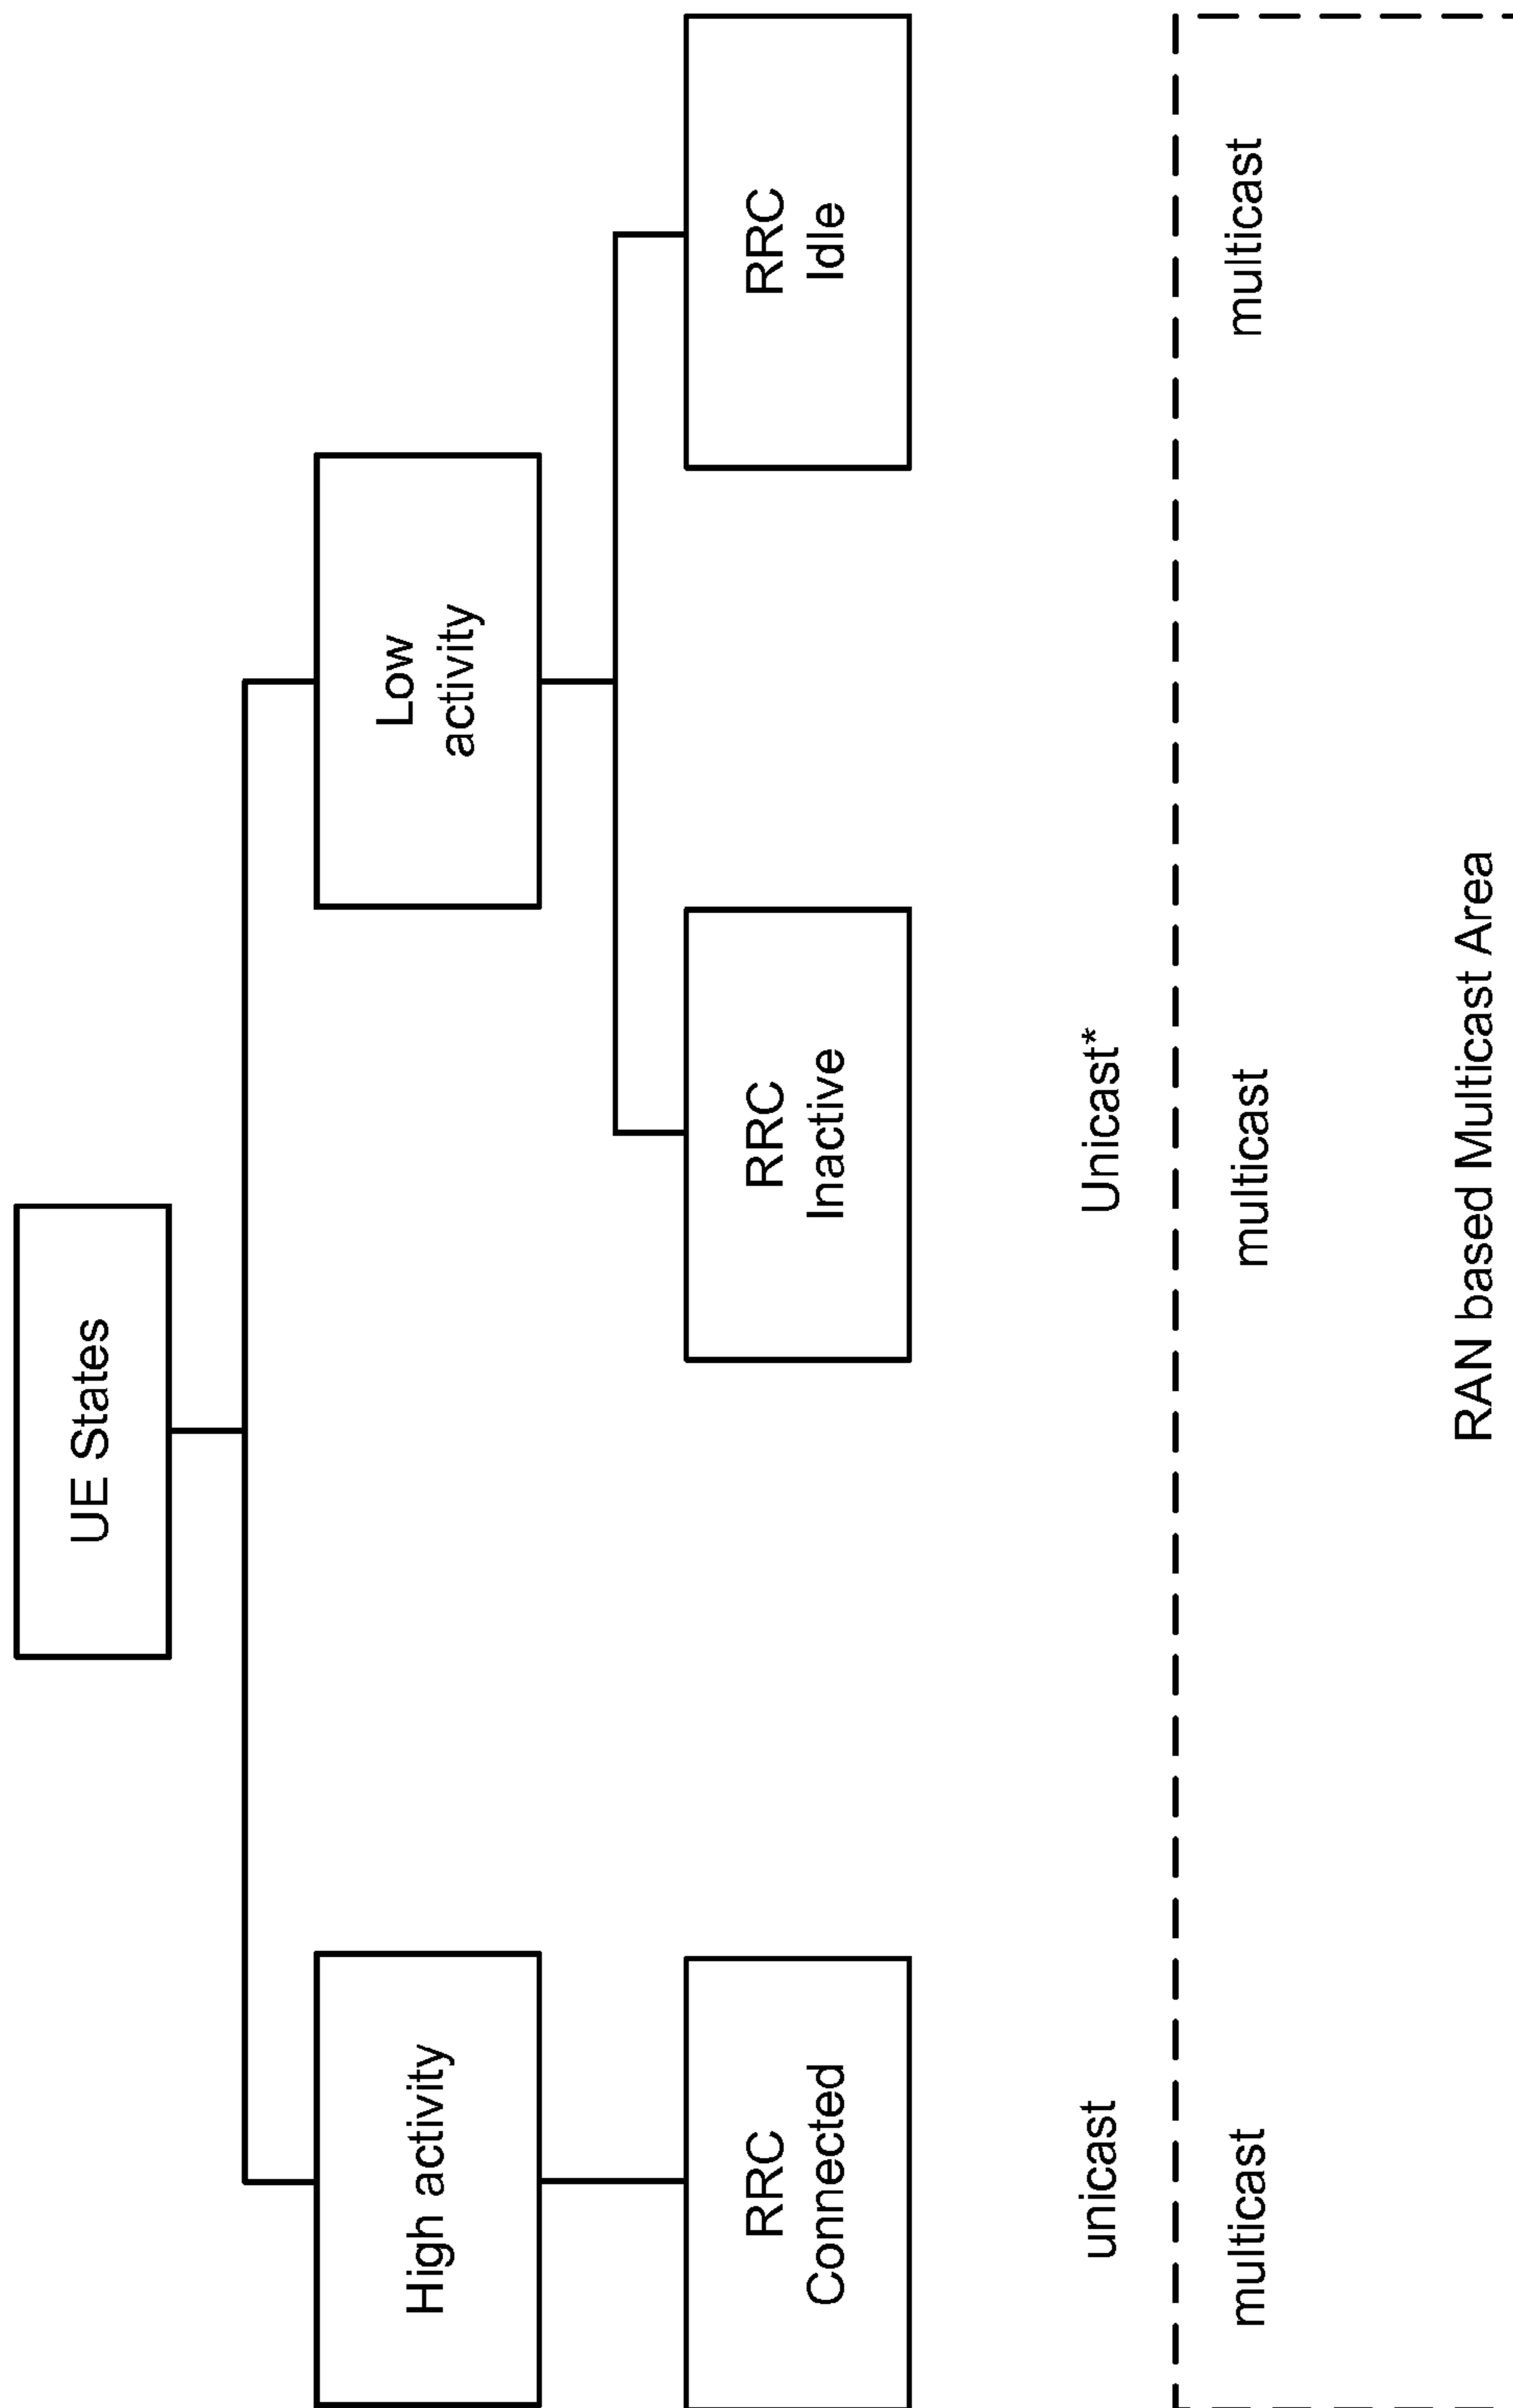 UE States
High activity
Low
activity
RRC
Connected
RRC
Inactive
RRC
Idle
unicast
Unicast*
multicast
multicast
multicast
RAN based Multicast Area